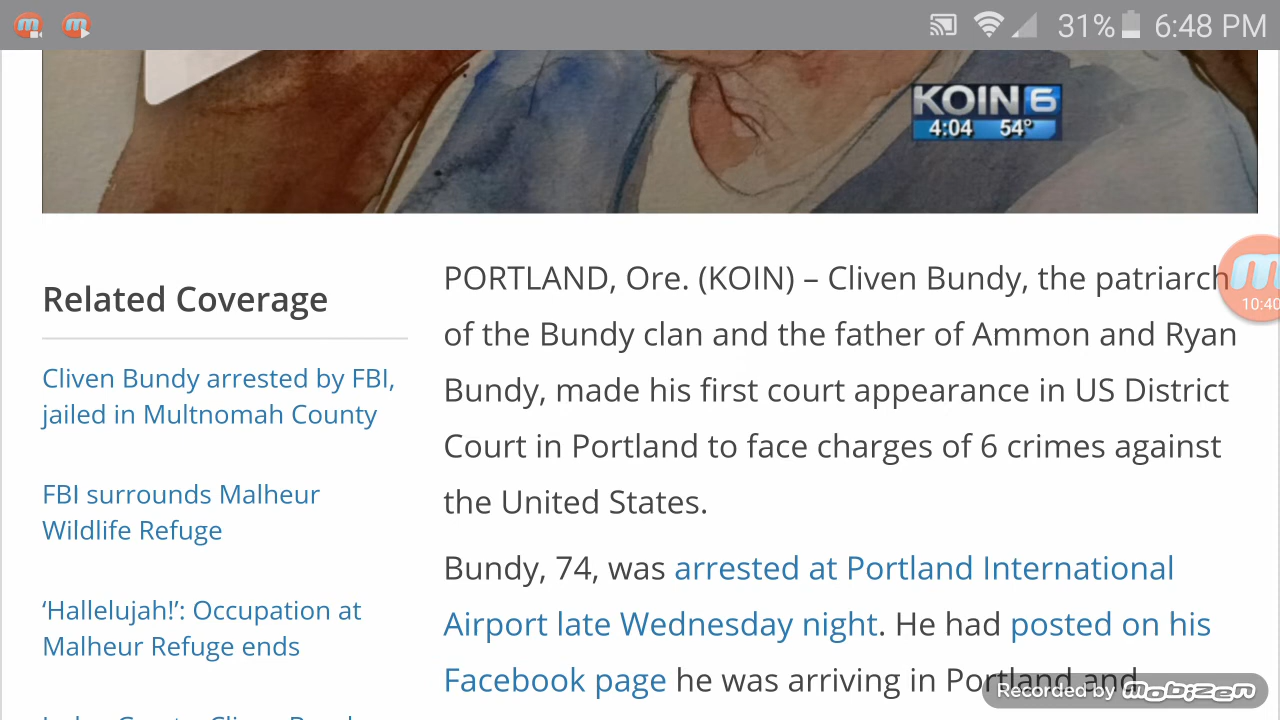 31% 6:48 PM
KOIN 6
4:04 54°
10:40
Related Coverage
Cliven Bundy arrested by FBI,
jailed in Multnomah County
FBI surrounds Malheur
Wildlife Refuge
‘Hallelujah!’: Occupation at
Malheur Refuge ends
PORTLAND, Ore. (KOIN) – Cliven Bundy, the patriarch
of the Bundy clan and the father of Ammon and Ryan
Bundy, made his first court appearance in US District
Court in Portland to face charges of 6 crimes against
the United States.
Bundy, 74, was arrested at Portland International
Airport late Wednesday night. He had posted on his
Facebook page he was arriving in Portland and
Recorded by mobizen